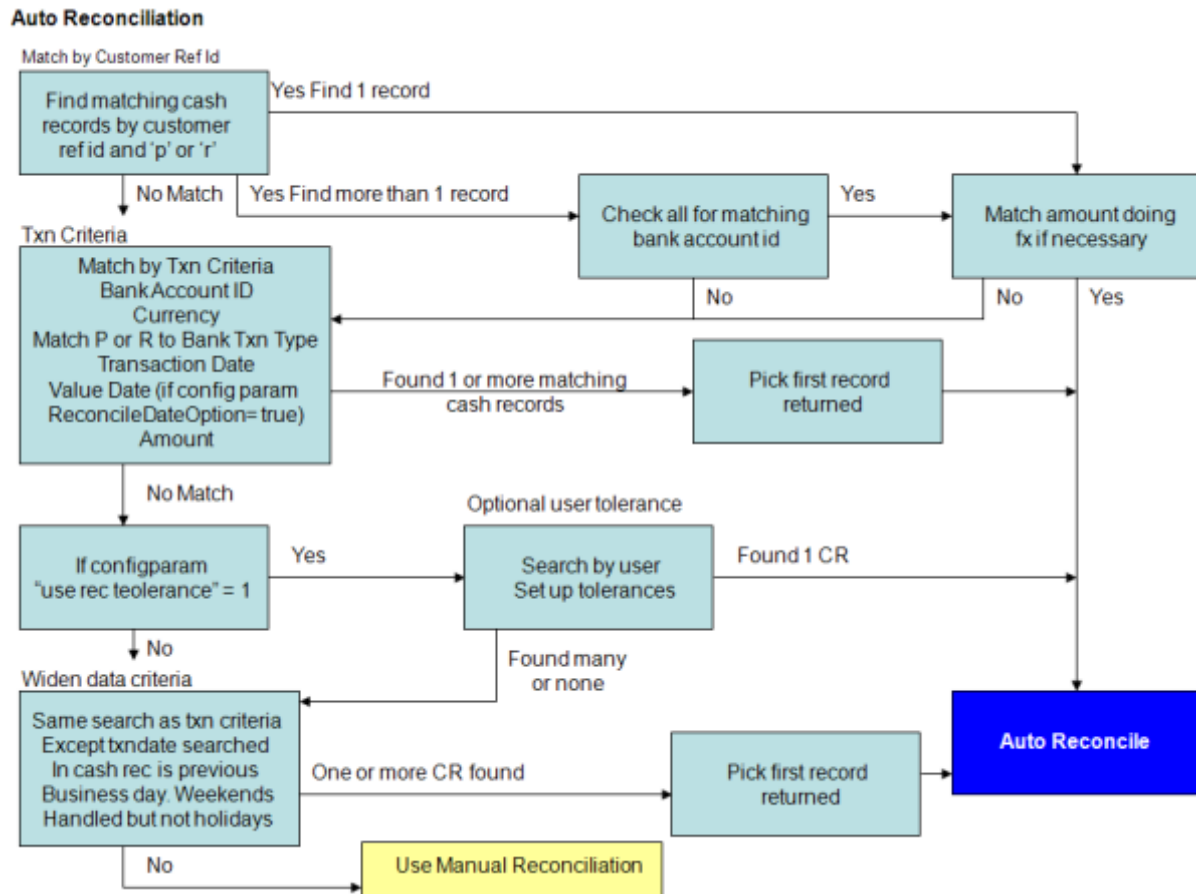 Auto Reconciliation
Match by Customer Ref Id
Find matching cash
records by customer
ref id and ‘p’ or ‘r’
Yes Find 1 record
No Match
Yes Find more than 1 record
Check all for matching
bank account id
Yes
Match amount doing
fx if necessary
No
No
Yes
Txn Criteria
Match by Txn Criteria
Bank Account ID
Currency
Match P or R to Bank Txn Type
Transaction Date
Value Date (if config param
ReconcileDateOption= true)
Amount
Found 1 or more matching
cash records
Pick first record
returned
No Match
Optional user tolerance
If configparam
“use rec teolerance” = 1
Yes
Search by user
Set up tolerances
Found 1 CR
No
Found many
or none
Widen data criteria
Same search as txn criteria
Except txndate searched
In cash rec is previous
Business day. Weekends
Handled but not holidays
One or more CR found
Pick first record
returned
Auto Reconcile
No
Use Manual Reconciliation